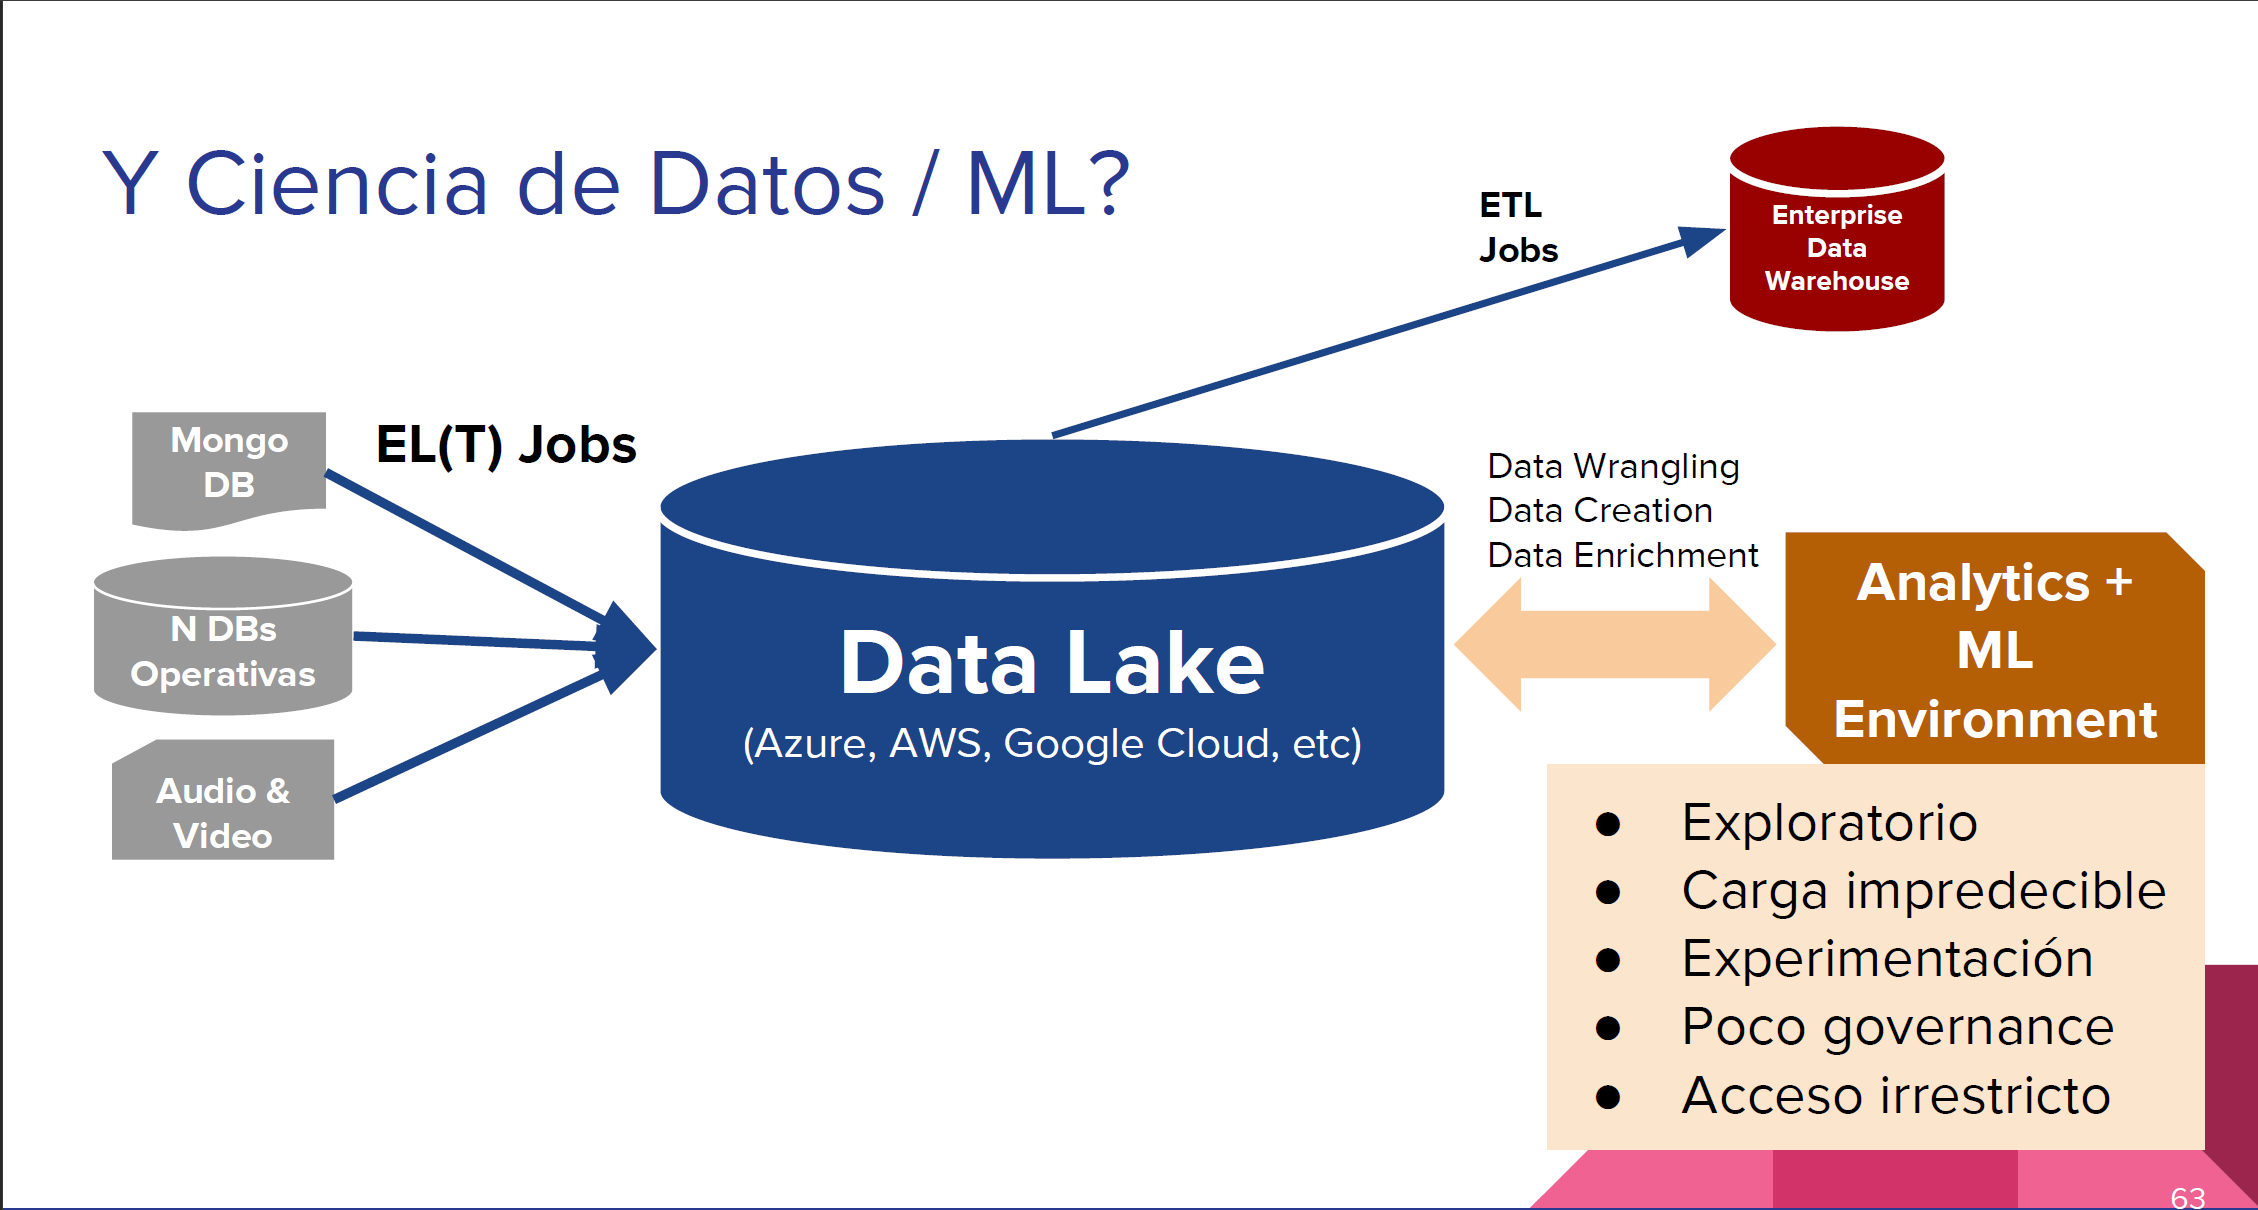 Y Ciencia de Datos / ML?
ETL
Jobs
Enterprise
Data
Warehouse
Mongo
DB
EL(T) Jobs
N DBs
Operativas
Audio &
Video
Data Lake
(Azure, AWS, Google Cloud, etc)
Data Wrangling
Data Creation
Data Enrichment
Analytics +
ML
Environment
● Exploratorio
● Carga impredecible
● Experimentación
● Poco governance
● Acceso irrestricto
63